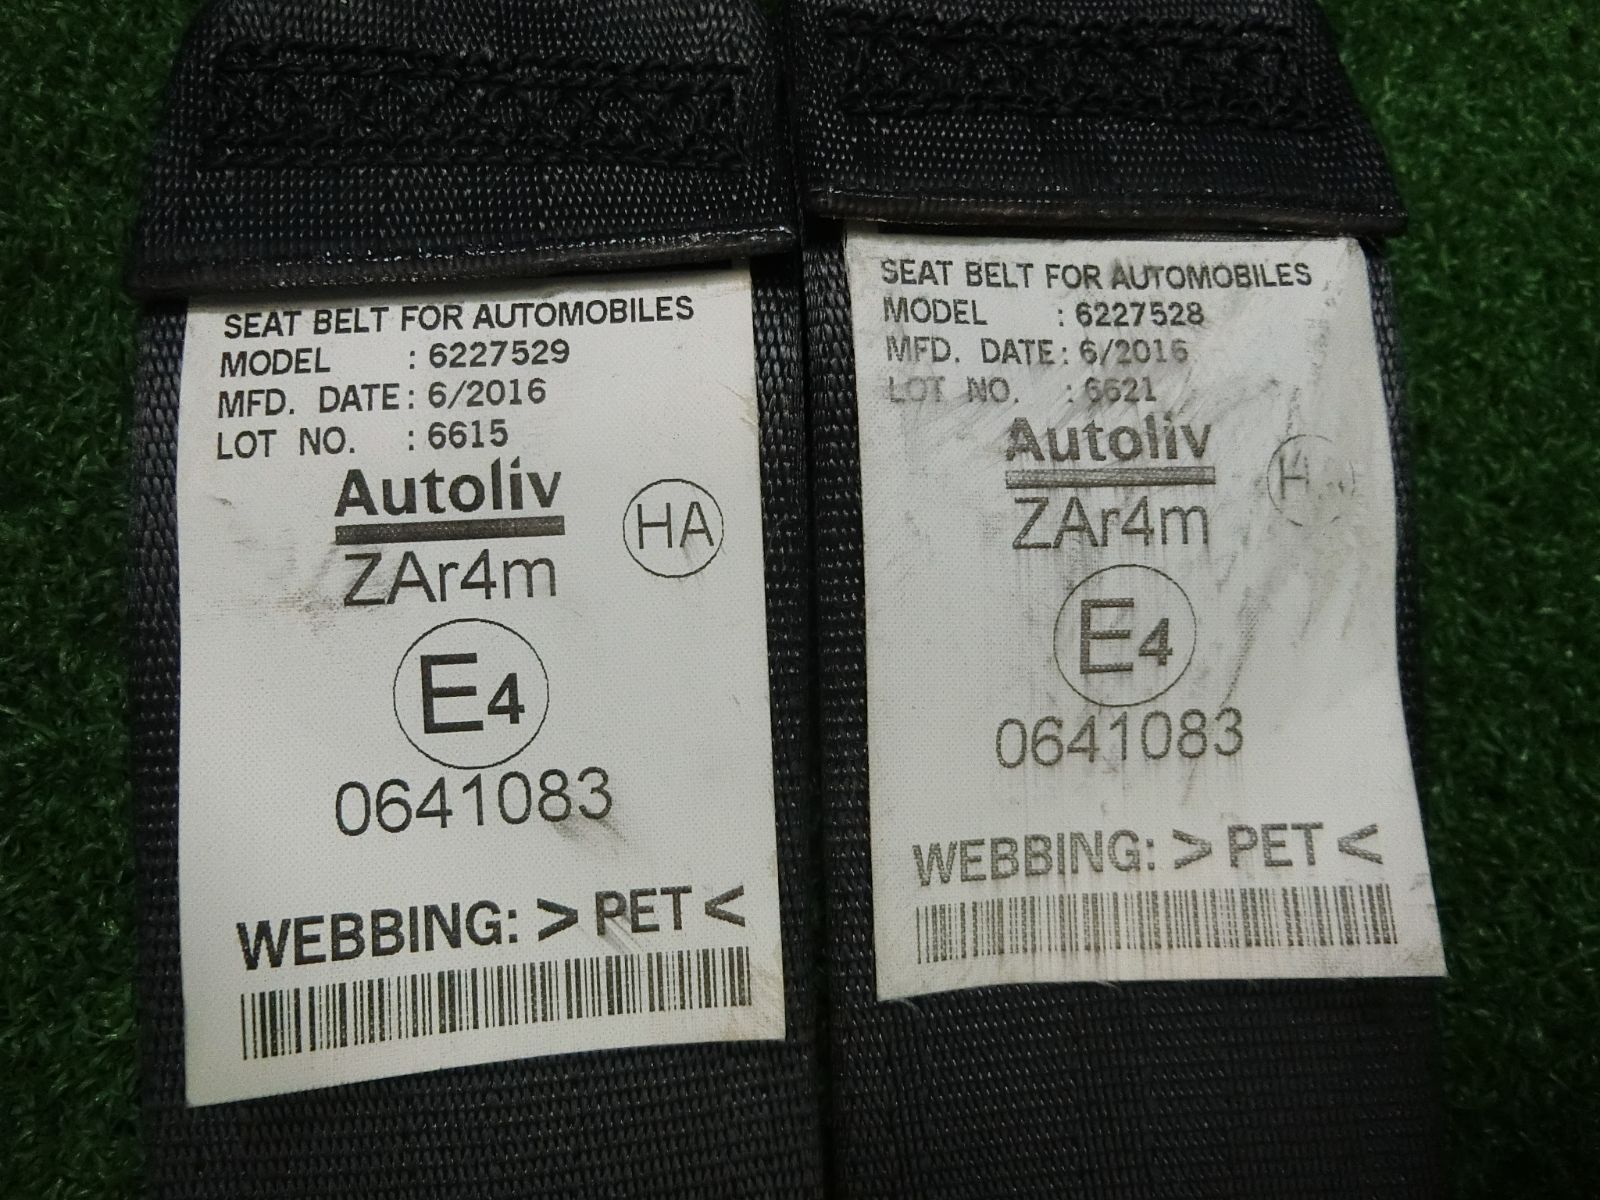 SEAT BELT FOR AUTOMOBILES
MODEL : 6227529
MFD. DATE : 6/2016
LOT NO. : 6615
Autoliv
HA
ZAr4m
E4
0641083
WEBBING: > PET <
SEAT BELT FOR AUTOMOBILES
MODEL : 6227528
MFD. DATE : 6/2016
LOT NO. : 6621
Autoliv
ZAr4m
E4
0641083
WEBBING: > PET <